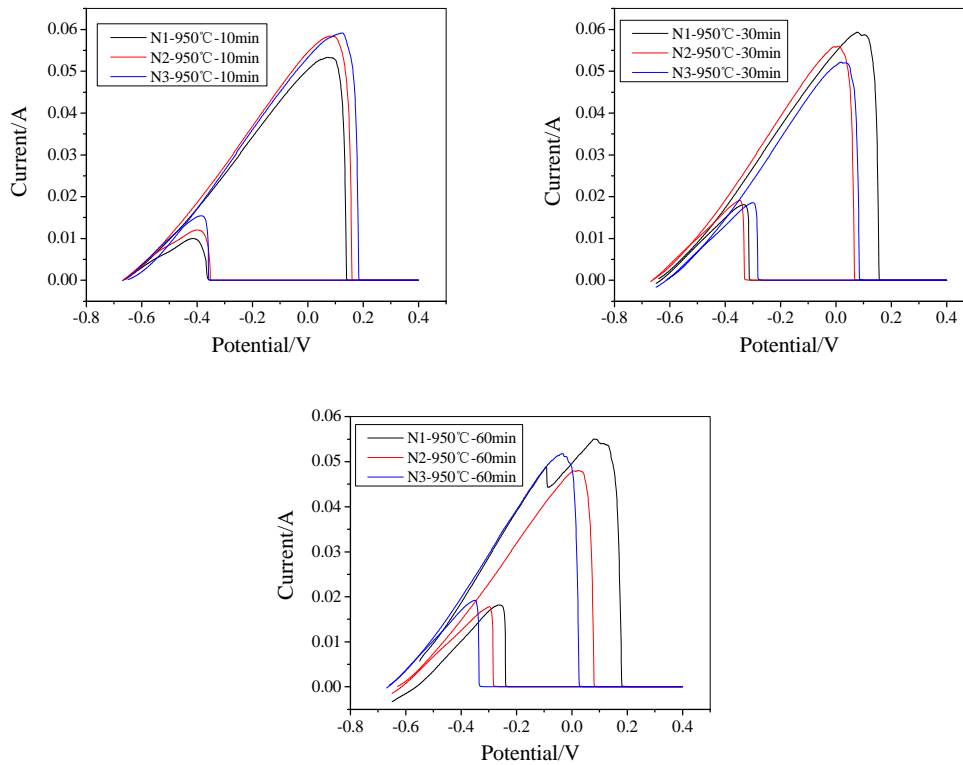 0.06
0.05
0.04
0.03
0.02
0.01
0.00
Current/A
N1-950℃-10min
N2-950℃-10min
N3-950℃-10min
-0.8 -0.6 -0.4 -0.2 0.0 0.2 0.4
Potential/V
0.06
0.05
0.04
0.03
0.02
0.01
0.00
Current/A
N1-950℃-30min
N2-950℃-30min
N3-950℃-30min
-0.8 -0.6 -0.4 -0.2 0.0 0.2 0.4
Potential/V
0.06
0.05
0.04
0.03
0.02
0.01
0.00
Current/A
N1-950℃-60min
N2-950℃-60min
N3-950℃-60min
-0.8 -0.6 -0.4 -0.2 0.0 0.2 0.4
Potential/V